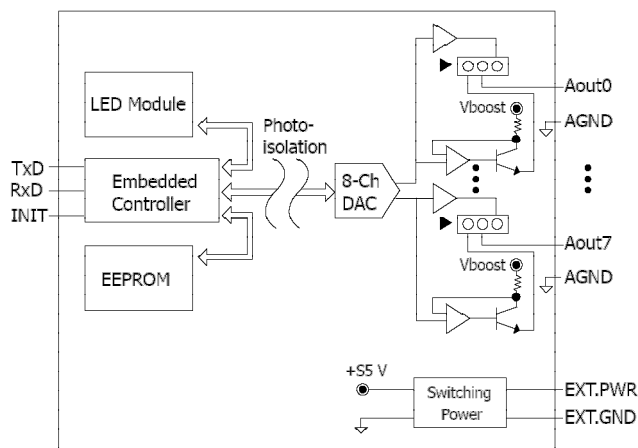 LED Module
Photo-
isolation
Vboost
Aout0
AGND
TxD
RxD
INIT
Embedded
Controller
8-Ch
DAC
EEPROM
Vboost
Aout7
AGND
+S5 V
Switching
Power
EXT.PWR
EXT.GND